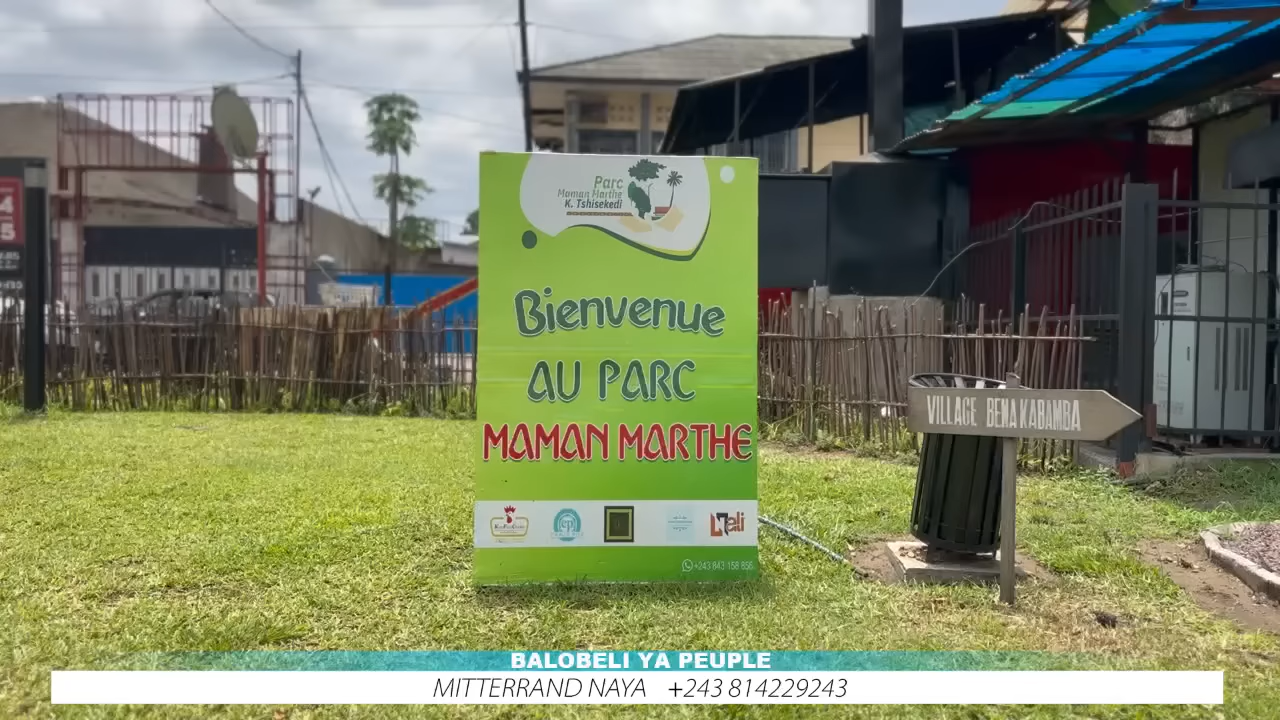 Parc
Maman Marthe
K. Tshisekedi
Bienvenue
AU PARC
MAMAN MARTHE
Nali
+243 843 158 856
VILLAGE BENA KABAMBA
BALOBELI YA PEUPLE
MITTERRAND NAYA +243 814229243